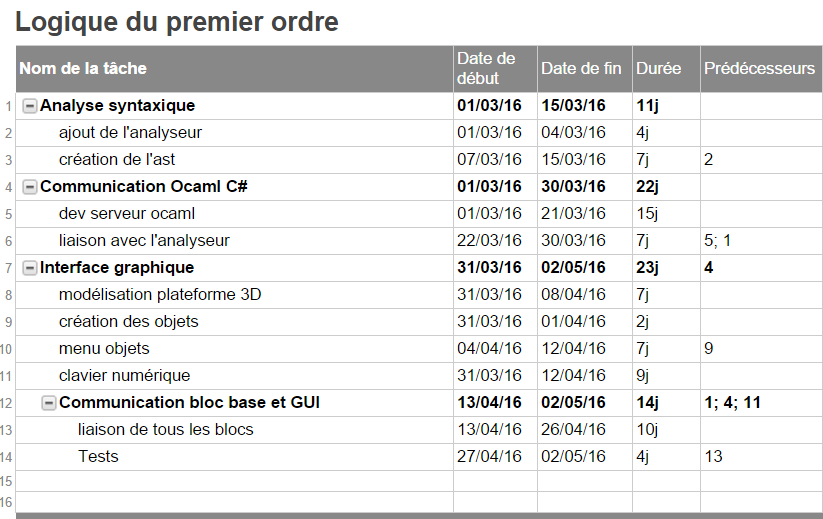 Logique du premier ordre
Nom de la tâche Date de début Date de fin Durée Prédécesseurs
1 Analyse syntaxique 01/03/16 15/03/16 11j
2 ajout de l'analyseur 01/03/16 04/03/16 4j
3 création de l'ast 07/03/16 15/03/16 7j 2
4 Communication Ocaml C# 01/03/16 30/03/16 22j
5 dev serveur ocaml 01/03/16 21/03/16 15j
6 liaison avec l'analyseur 22/03/16 30/03/16 7j 5; 1
7 Interface graphique 31/03/16 02/05/16 23j 4
8 modélisation plateforme 3D 31/03/16 08/04/16 7j
9 création des objets 31/03/16 01/04/16 2j
10 menu objets 04/04/16 12/04/16 7j 9
11 clavier numérique 31/03/16 12/04/16 9j
12 Communication bloc base et GUI 13/04/16 02/05/16 14j 1; 4; 11
13 liaison de tous les blocs 13/04/16 26/04/16 10j
14 Tests 27/04/16 02/05/16 4j 13
15
16